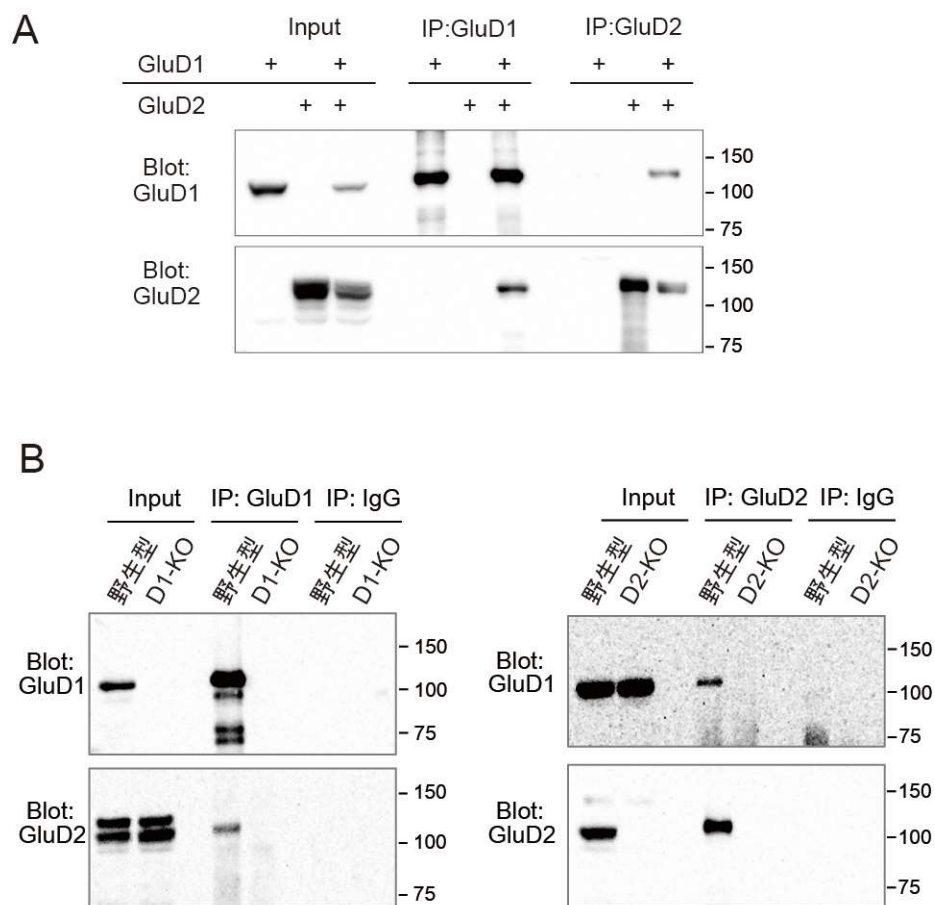 A
Input IP:GluD1 IP:GluD2
GluD1 + + + + + +
GluD2 + + + + + +
Blot:
GluD1
- 150
- 100
- 75
Blot:
GluD2
- 150
- 100
- 75
B
Input IP: GluD1 IP: IgG
野生型 D1-KO 野生型 D1-KO 野生型 D1-KO
Blot:
GluD1
- 150
- 100
- 75
Blot:
GluD2
- 150
- 100
- 75
Input IP: GluD2 IP: IgG
野生型 D2-KO 野生型 D2-KO 野生型 D2-KO
Blot:
GluD1
-150
-100
-75
Blot:
GluD2
-150
-100
-75